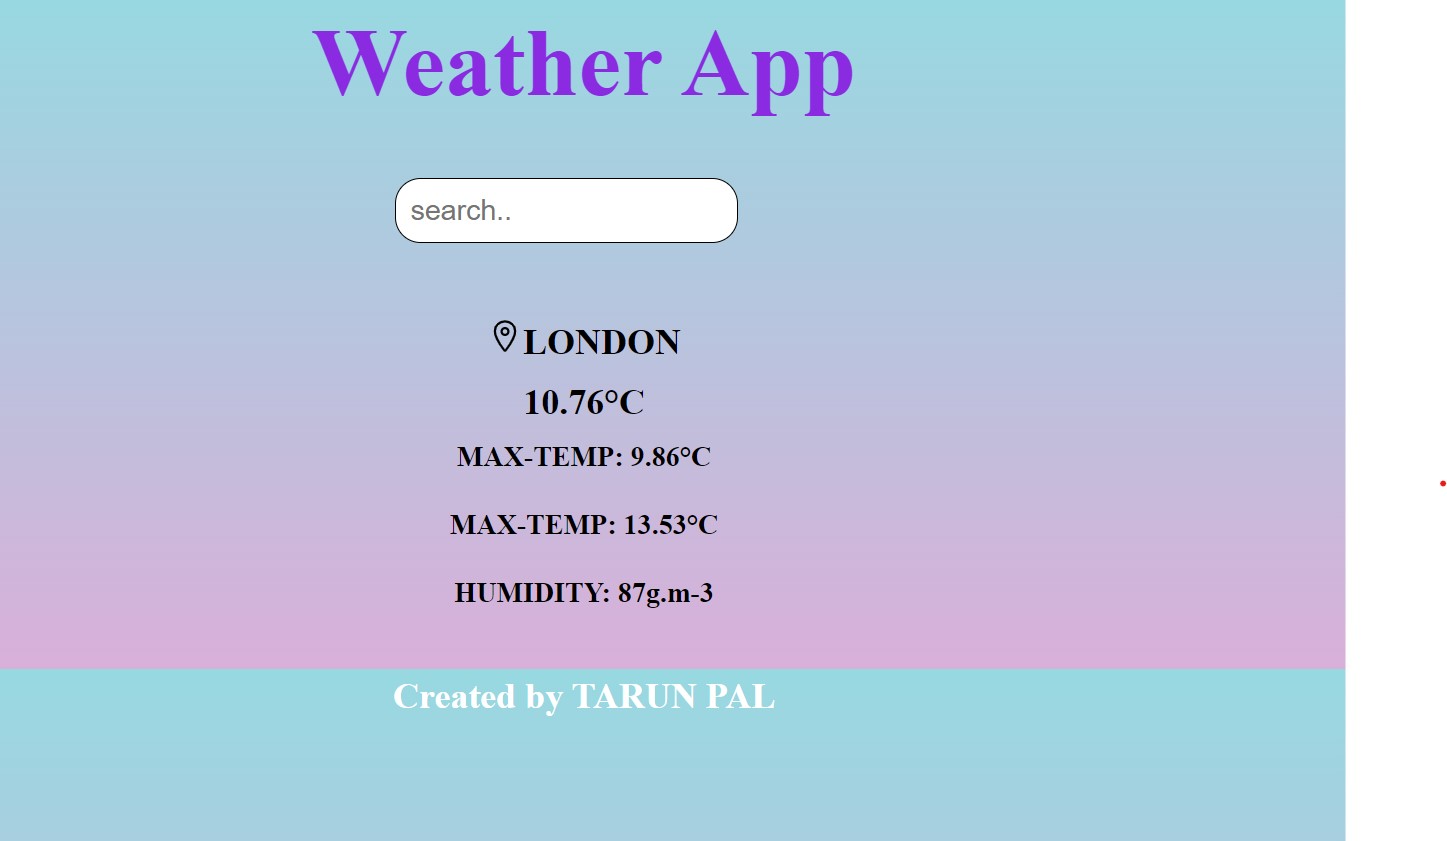 Weather App
search..
LONDON
10.76°C
MAX-TEMP: 9.86°C
MAX-TEMP: 13.53°C
HUMIDITY: 87g.m-3
Created by TARUN PAL